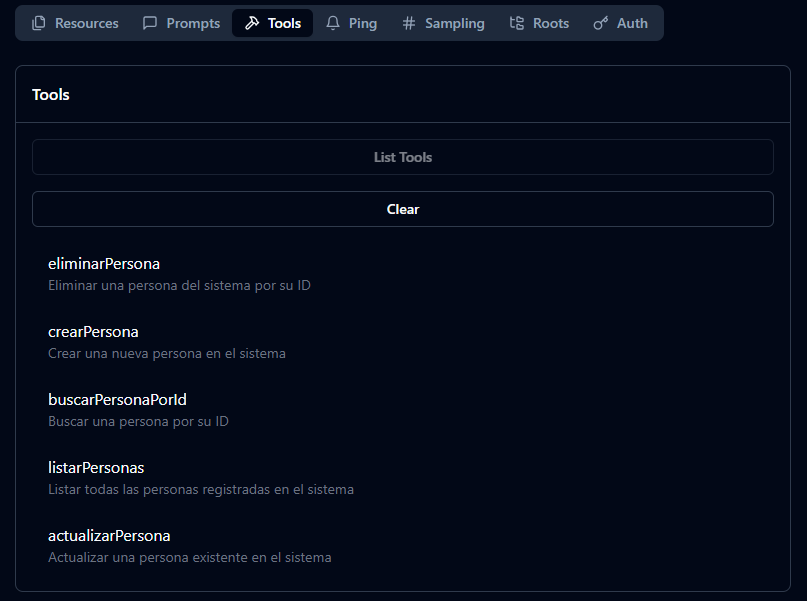 Resources Prompts Tools Ping Sampling Roots Auth
Tools
List Tools
Clear
eliminarPersona
Eliminar una persona del sistema por su ID
crearPersona
Crear una nueva persona en el sistema
buscarPersonaPorId
Buscar una persona por su ID
listarPersonas
Listar todas las personas registradas en el sistema
actualizarPersona
Actualizar una persona existente en el sistema